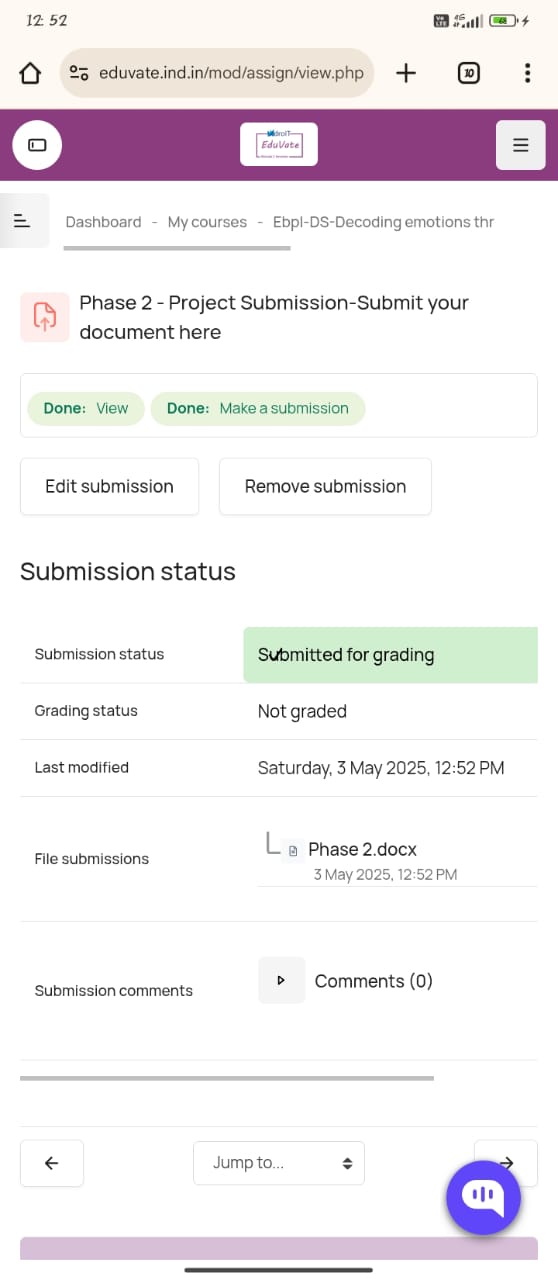 12 52
4G
68
eduvate.ind.in/mod/assign/view.php
10
EduVate
Dashboard - My courses - Ebpl-DS-Decoding emotions thr
Phase 2 - Project Submission-Submit your
document here
Done: View Done: Make a submission
Edit submission Remove submission
Submission status
Submission status Submitted for grading
Grading status Not graded
Last modified Saturday, 3 May 2025, 12:52 PM
File submissions Phase 2.docx
3 May 2025, 12:52 PM
Submission comments Comments (0)
Jump to...